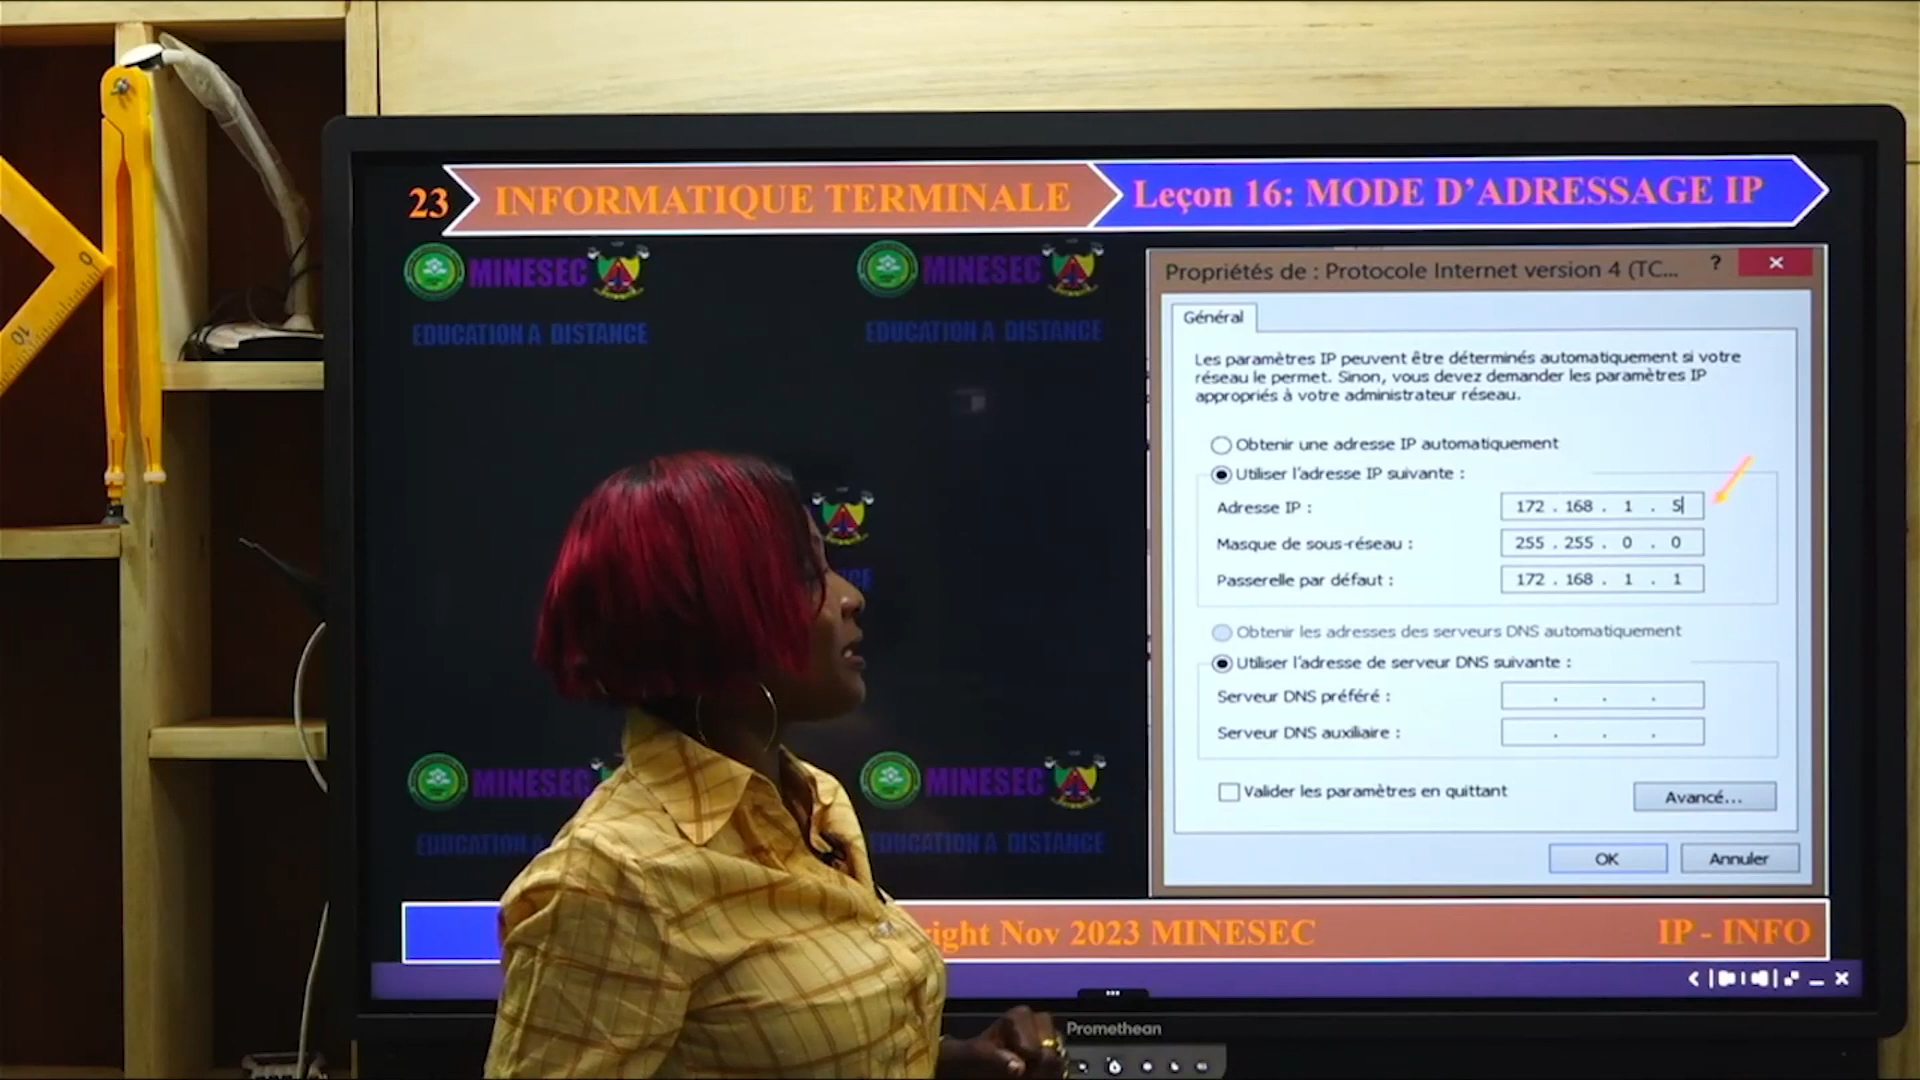 23 INFORMATIQUE TERMINALE Leçon 16: MODE D'ADRESSAGE IP
MINESEC MINESEC
EDUCATION A DISTANCE EDUCATION A DISTANCE
Propriétés de : Protocole Internet version 4 (TC... ?
Général
Les paramètres IP peuvent être déterminés automatiquement si votre
réseau le permet. Sinon, vous devez demander les paramètres IP
appropriés à votre administrateur réseau.
Obtenir une adresse IP automatiquement
Utiliser l'adresse IP suivante :
Adresse IP : 172 . 168 . 1 . 5
Masque de sous-réseau : 255 . 255 . 0 . 0
Passerelle par défaut : 172 . 168 . 1 . 1
Obtenir les adresses des serveurs DNS automatiquement
Utiliser l'adresse de serveur DNS suivante :
Serveur DNS préféré : . . .
Serveur DNS auxiliaire : . . .
Valider les paramètres en quittant
Avancé...
OK Annuler
MINESEC MINESEC
EDUCATION A EDUCATION A DISTANCE
right Nov 2023 MINESEC IP - INFO
Promethean
0
10